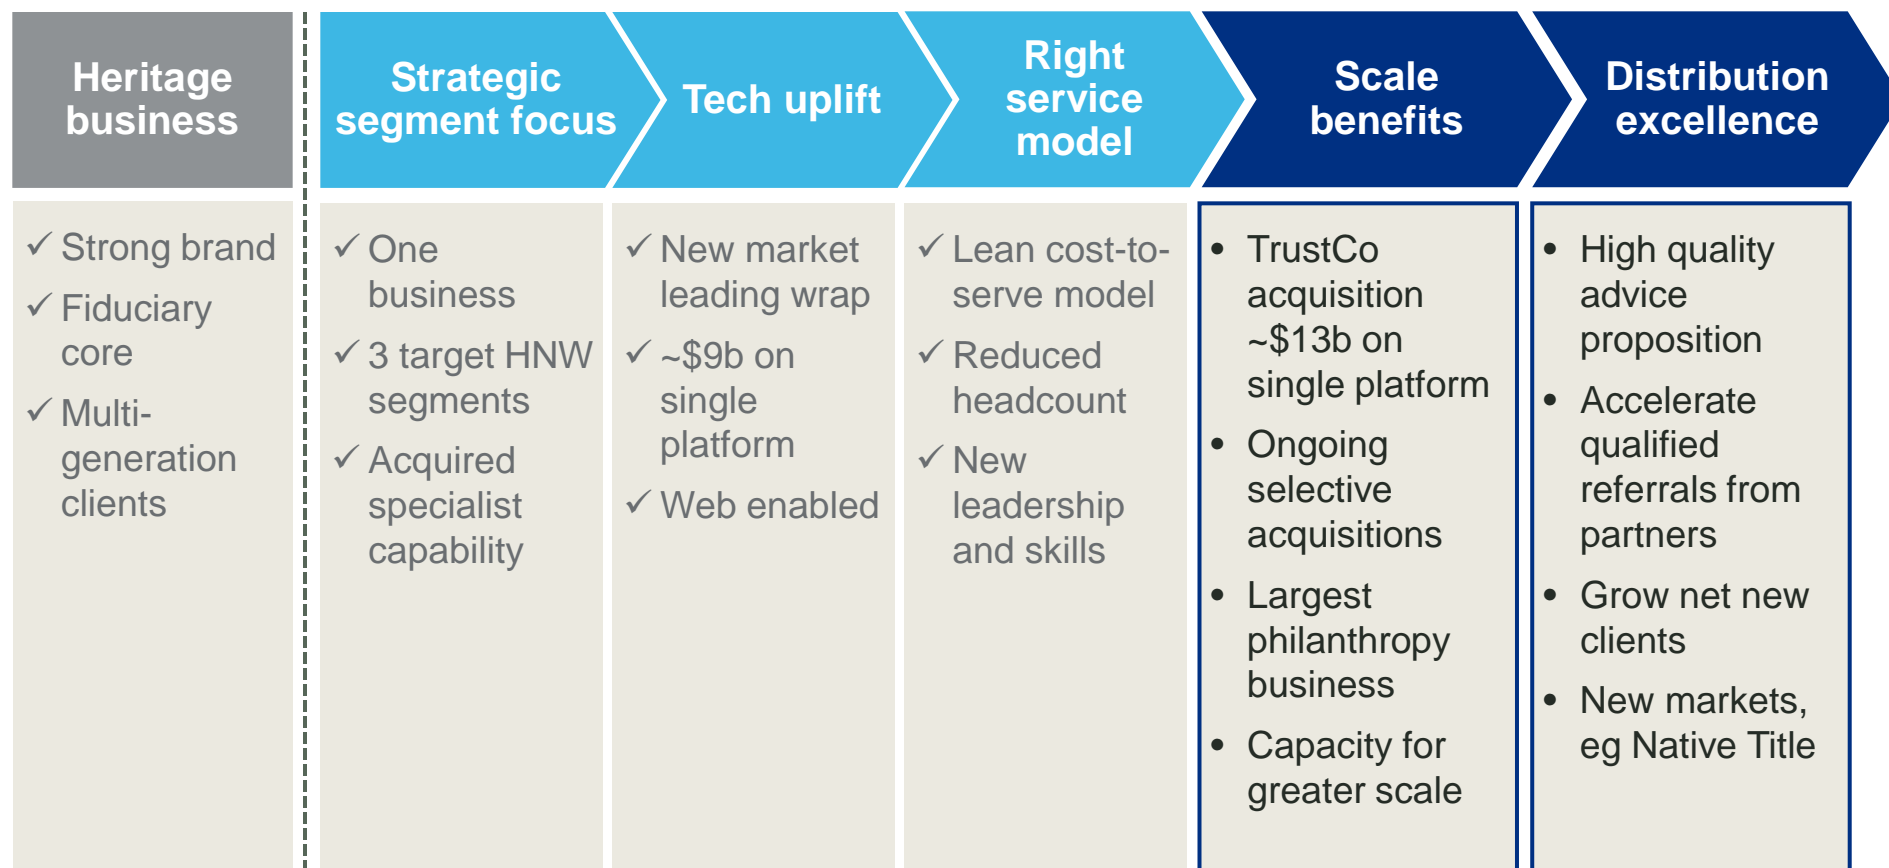 Heritage
business
Strategic
segment focus
Tech uplift
Right
service
model
Scale
benefits
Distribution
excellence
✓ Strong brand
✓ Fiduciary
core
✓ Multi-
generation
clients
✓ One
business
✓ 3 target HNW
segments
✓ Acquired
specialist
capability
✓ New market
leading wrap
✓ ~$9b on
single
platform
✓ Web enabled
✓ Lean cost-to-
serve model
✓ Reduced
headcount
✓ New
leadership
and skills
• TrustCo
acquisition
~$13b on
single platform
• Ongoing
selective
acquisitions
• Largest
philanthropy
business
• Capacity for
greater scale
• High quality
advice
proposition
• Accelerate
qualified
referrals from
partners
• Grow net new
clients
• New markets,
eg Native Title